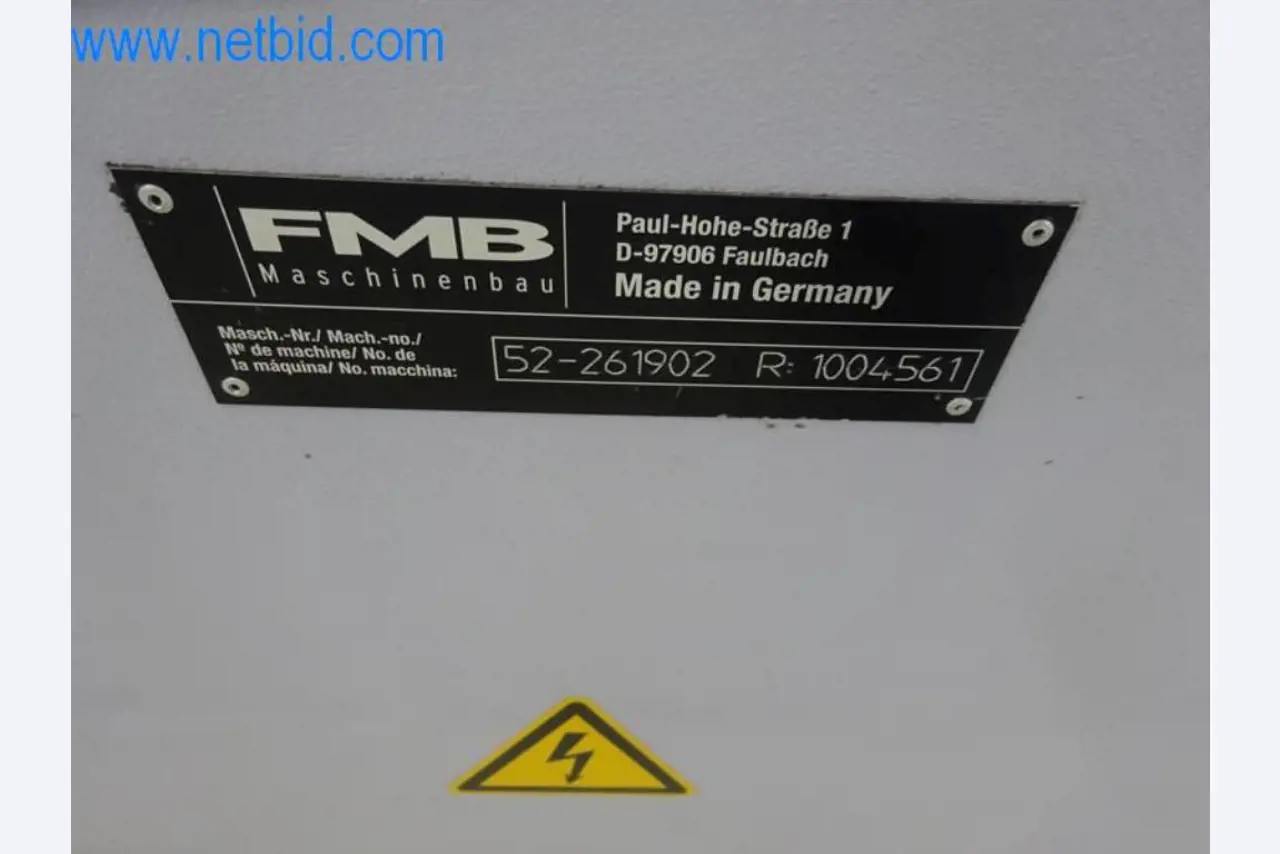 www.netbid.com
FMB
Maschinenbau
Paul-Hohe-Straße 1
D-97906 Faulbach
Made in Germany
Masch.-Nr./ Mach.-no./
Nº de machine/ No. de
la máquina/ No. macchina:
52-261902 R: 1004561